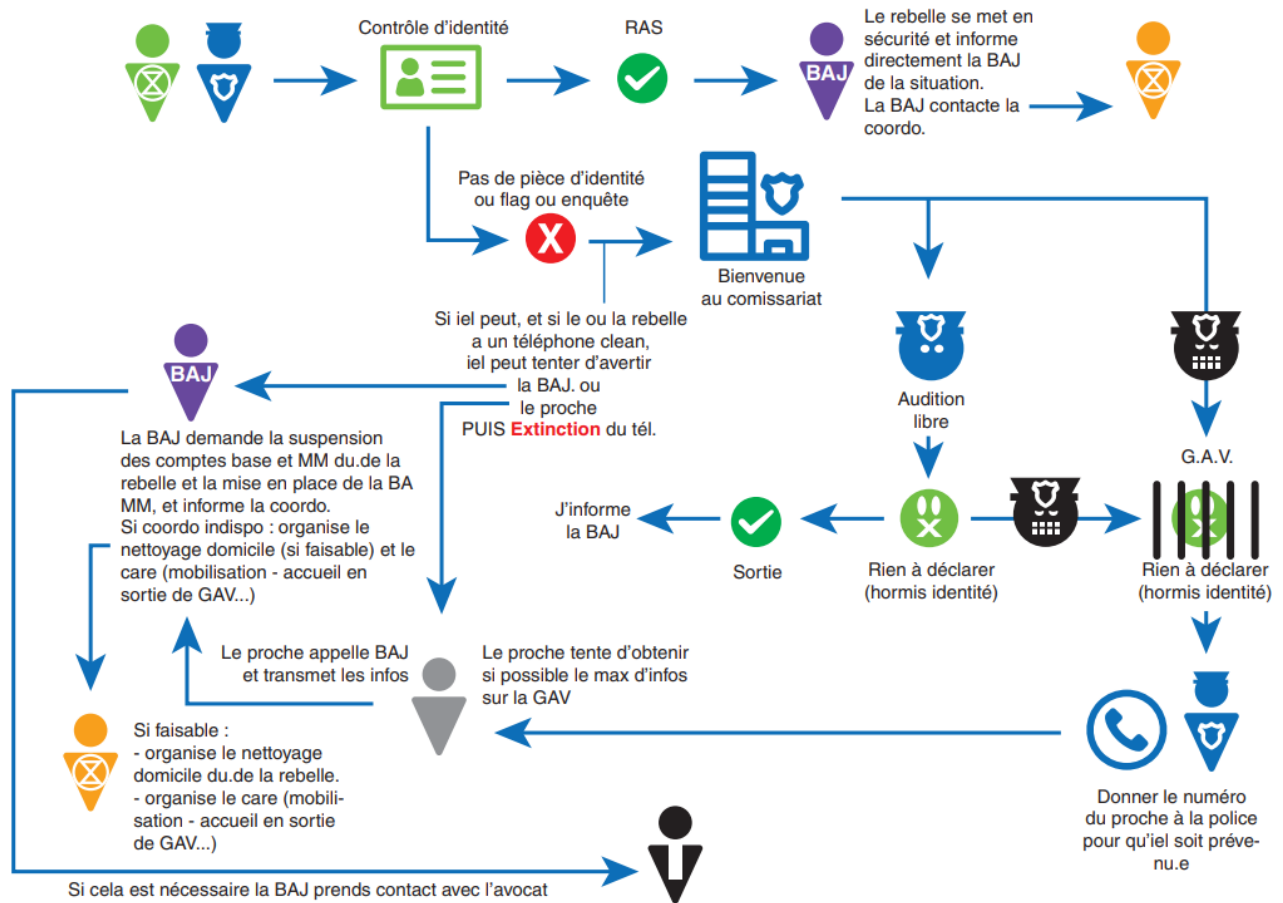 Contrôle d'identité
RAS
Le rebelle se met en
sécurité et informe
directement la BAJ
de la situation.
La BAJ contacte la
coordo.
BAJ
Pas de pièce d'identité
ou flag ou enquête
X
Bienvenue
au comissariat
Si iel peut, et si le ou la rebelle
a un téléphone clean,
iel peut tenter d'avertir
la BAJ. ou
le proche
PUIS Extinction du tél.
BAJ
Audition
libre
G.A.V.
La BAJ demande la suspension
des comptes base et MM du.de la
rebelle et la mise en place de la BA
MM, et informe la coordo.
Si coordo indispo : organise le
nettoyage domicile (si faisable) et le
care (mobilisation - accueil en
sortie de GAV...)
J'informe
la BAJ
Sortie
Rien à déclarer
(hormis identité)
Rien à déclarer
(hormis identité)
Le proche appelle BAJ
et transmet les infos
Le proche tente d'obtenir
si possible le max d'infos
sur la GAV
Si faisable :
- organise le nettoyage
domicile du.de la rebelle.
- organise le care (mobili-
sation - accueil en sortie
de GAV...)
Donner le numéro
du proche à la police
pour qu'iel soit préve-
nu.e
Si cela est nécessaire la BAJ prends contact avec l'avocat